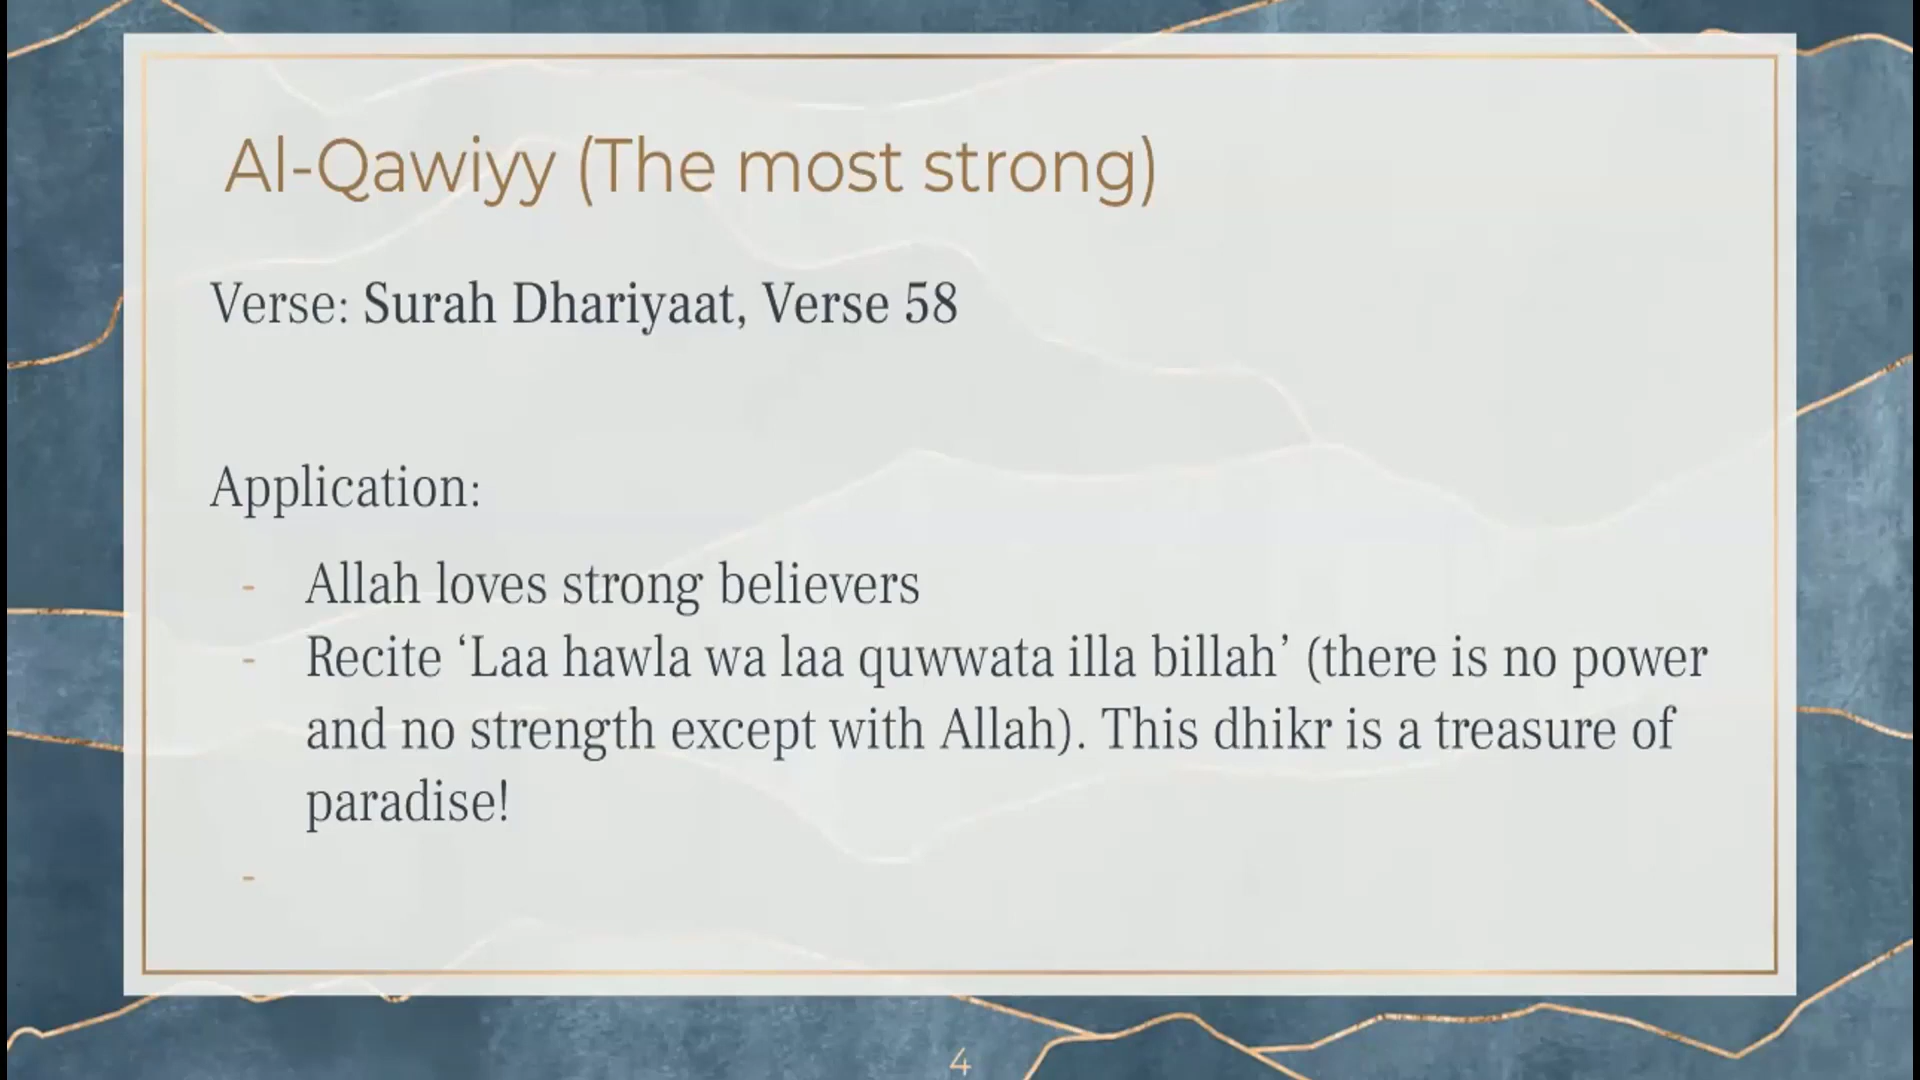 Al-Qawiyy (The most strong)
Verse: Surah Dhariyaat, Verse 58
Application:
- Allah loves strong believers
- Recite ‘Laa hawla wa laa quwwata illa billah’ (there is no power
and no strength except with Allah). This dhikr is a treasure of
paradise!
-
4